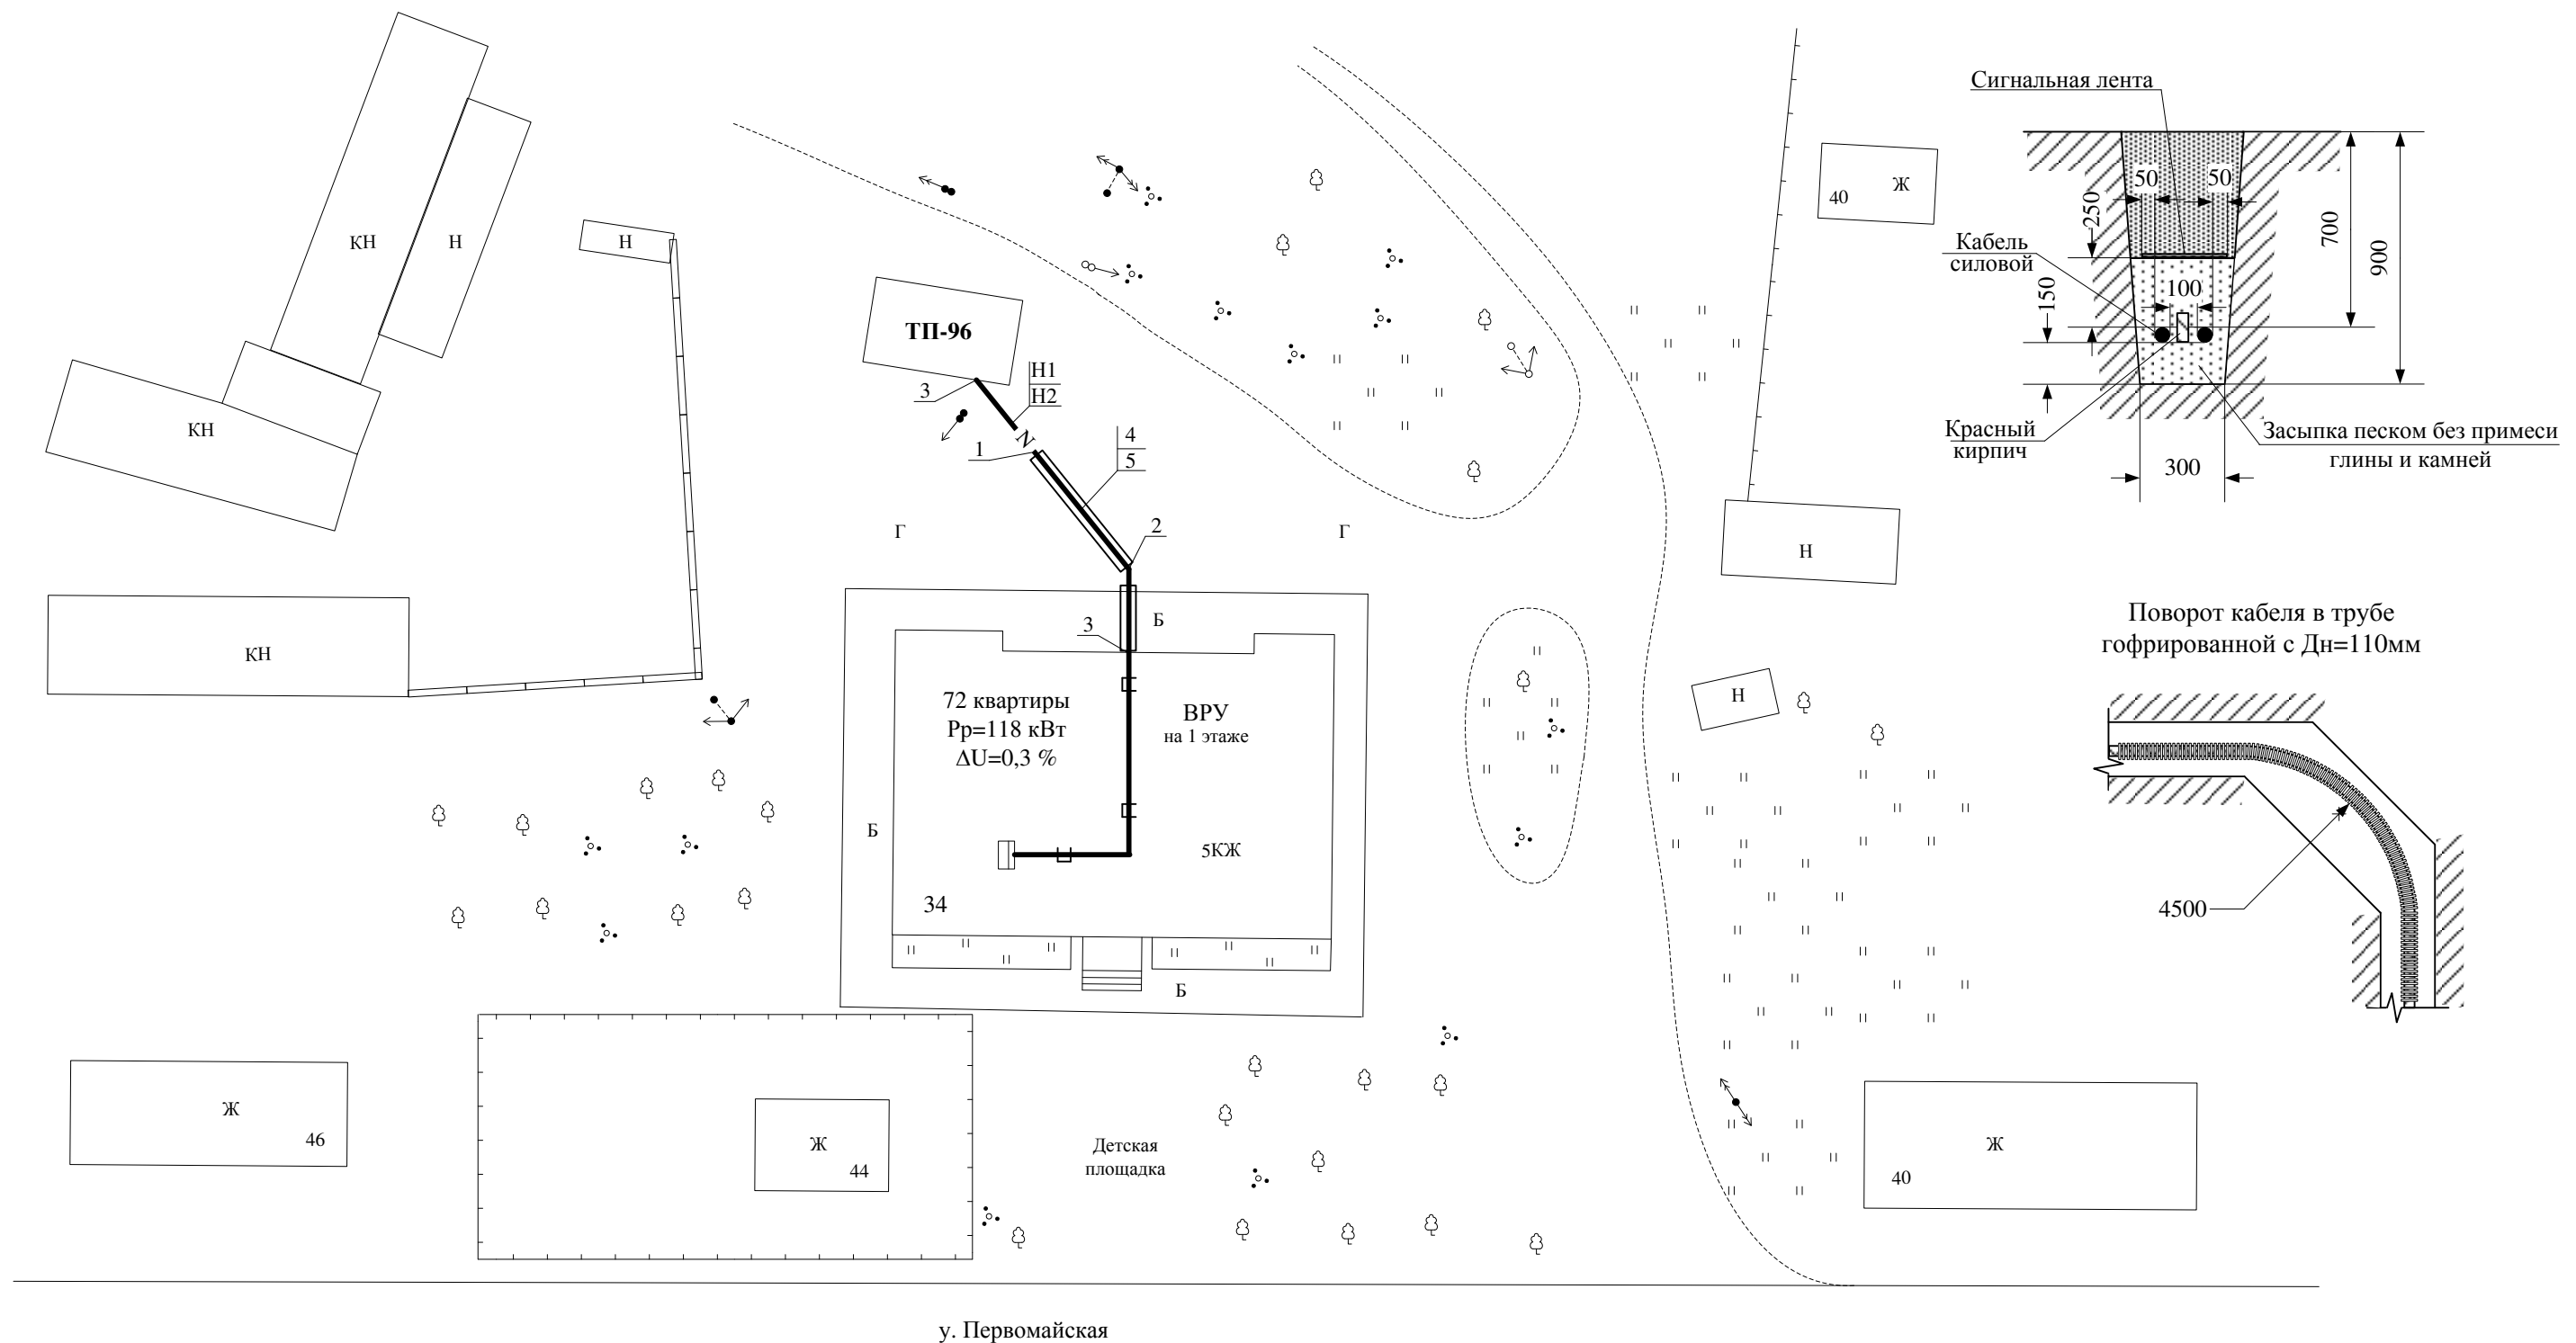 Сигнальная лента
50
50
250
700
900
Кабель
силовой
100
150
Красный
кирпич
Засыпка песком без примеси
глины и камней
300
Поворот кабеля в трубе
гофрированной с Дн=110мм
4500
КН
Н
КН
КН
Н
ТП-96
3
Н1
Н2
N
1
4
5
2
Г
Г
3
Б
72 квартиры
Рр=118 кВт
ΔU=0,3 %
ВРУ
на 1 этаже
Б
5КЖ
34
Б
40
Ж
Н
Н
Ж
46
Ж
44
Детская
площадка
Ж
40
у. Первомайская